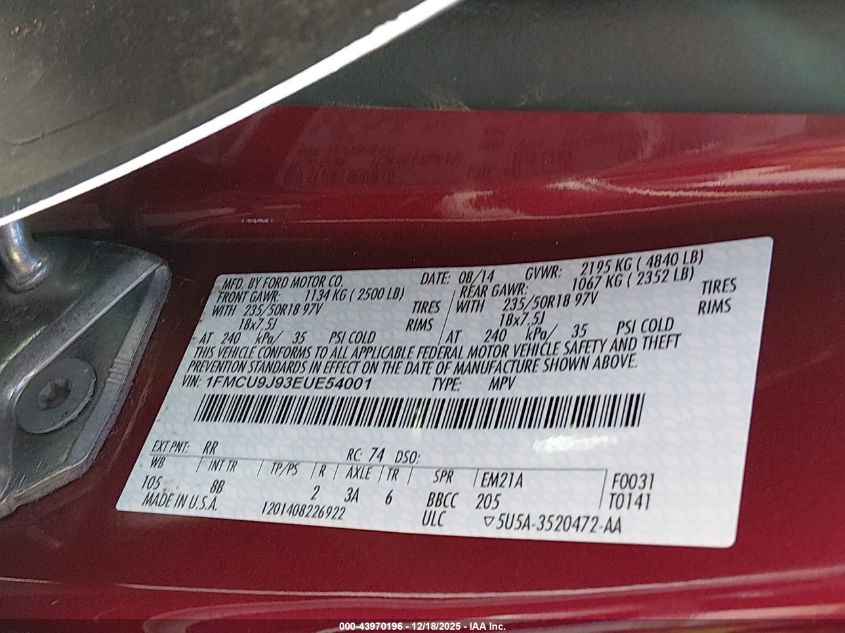 MFD. BY FORD MOTOR CO. DATE: 08/14 GVWR: 2195 KG ( 4840 LB)
FRONT GAWR: 1134 KG ( 2500 LB) REAR GAWR: 1067 KG ( 2352 LB)
WITH 235/50R18 97V TIRES WITH 235/50R18 97V TIRES
18x7.5J RIMS 18x7.5J RIMS
AT 240 kPa/ 35 PSI COLD AT 240 kPa/ 35 PSI COLD
THIS VEHICLE CONFORMS TO ALL APPLICABLE FEDERAL MOTOR VEHICLE SAFETY AND THEFT
PREVENTION STANDARDS IN EFFECT ON THE DATE OF MANUFACTURE SHOWN ABOVE.
VIN: 1FMCU9J93EUE54001 TYPE: MPV
EXT PNT: RR RC: 74 DSO:
WB INT TR TP/PS R AXLE TR SPR EM21A F0031
105 8B 2 3A 6 BBCC 205 T0141
MADE IN U.S.A. 1201408226922 ULC ▽5U5A-3520472-AA
000-43970196 - 12/18/2025 - IAA Inc.